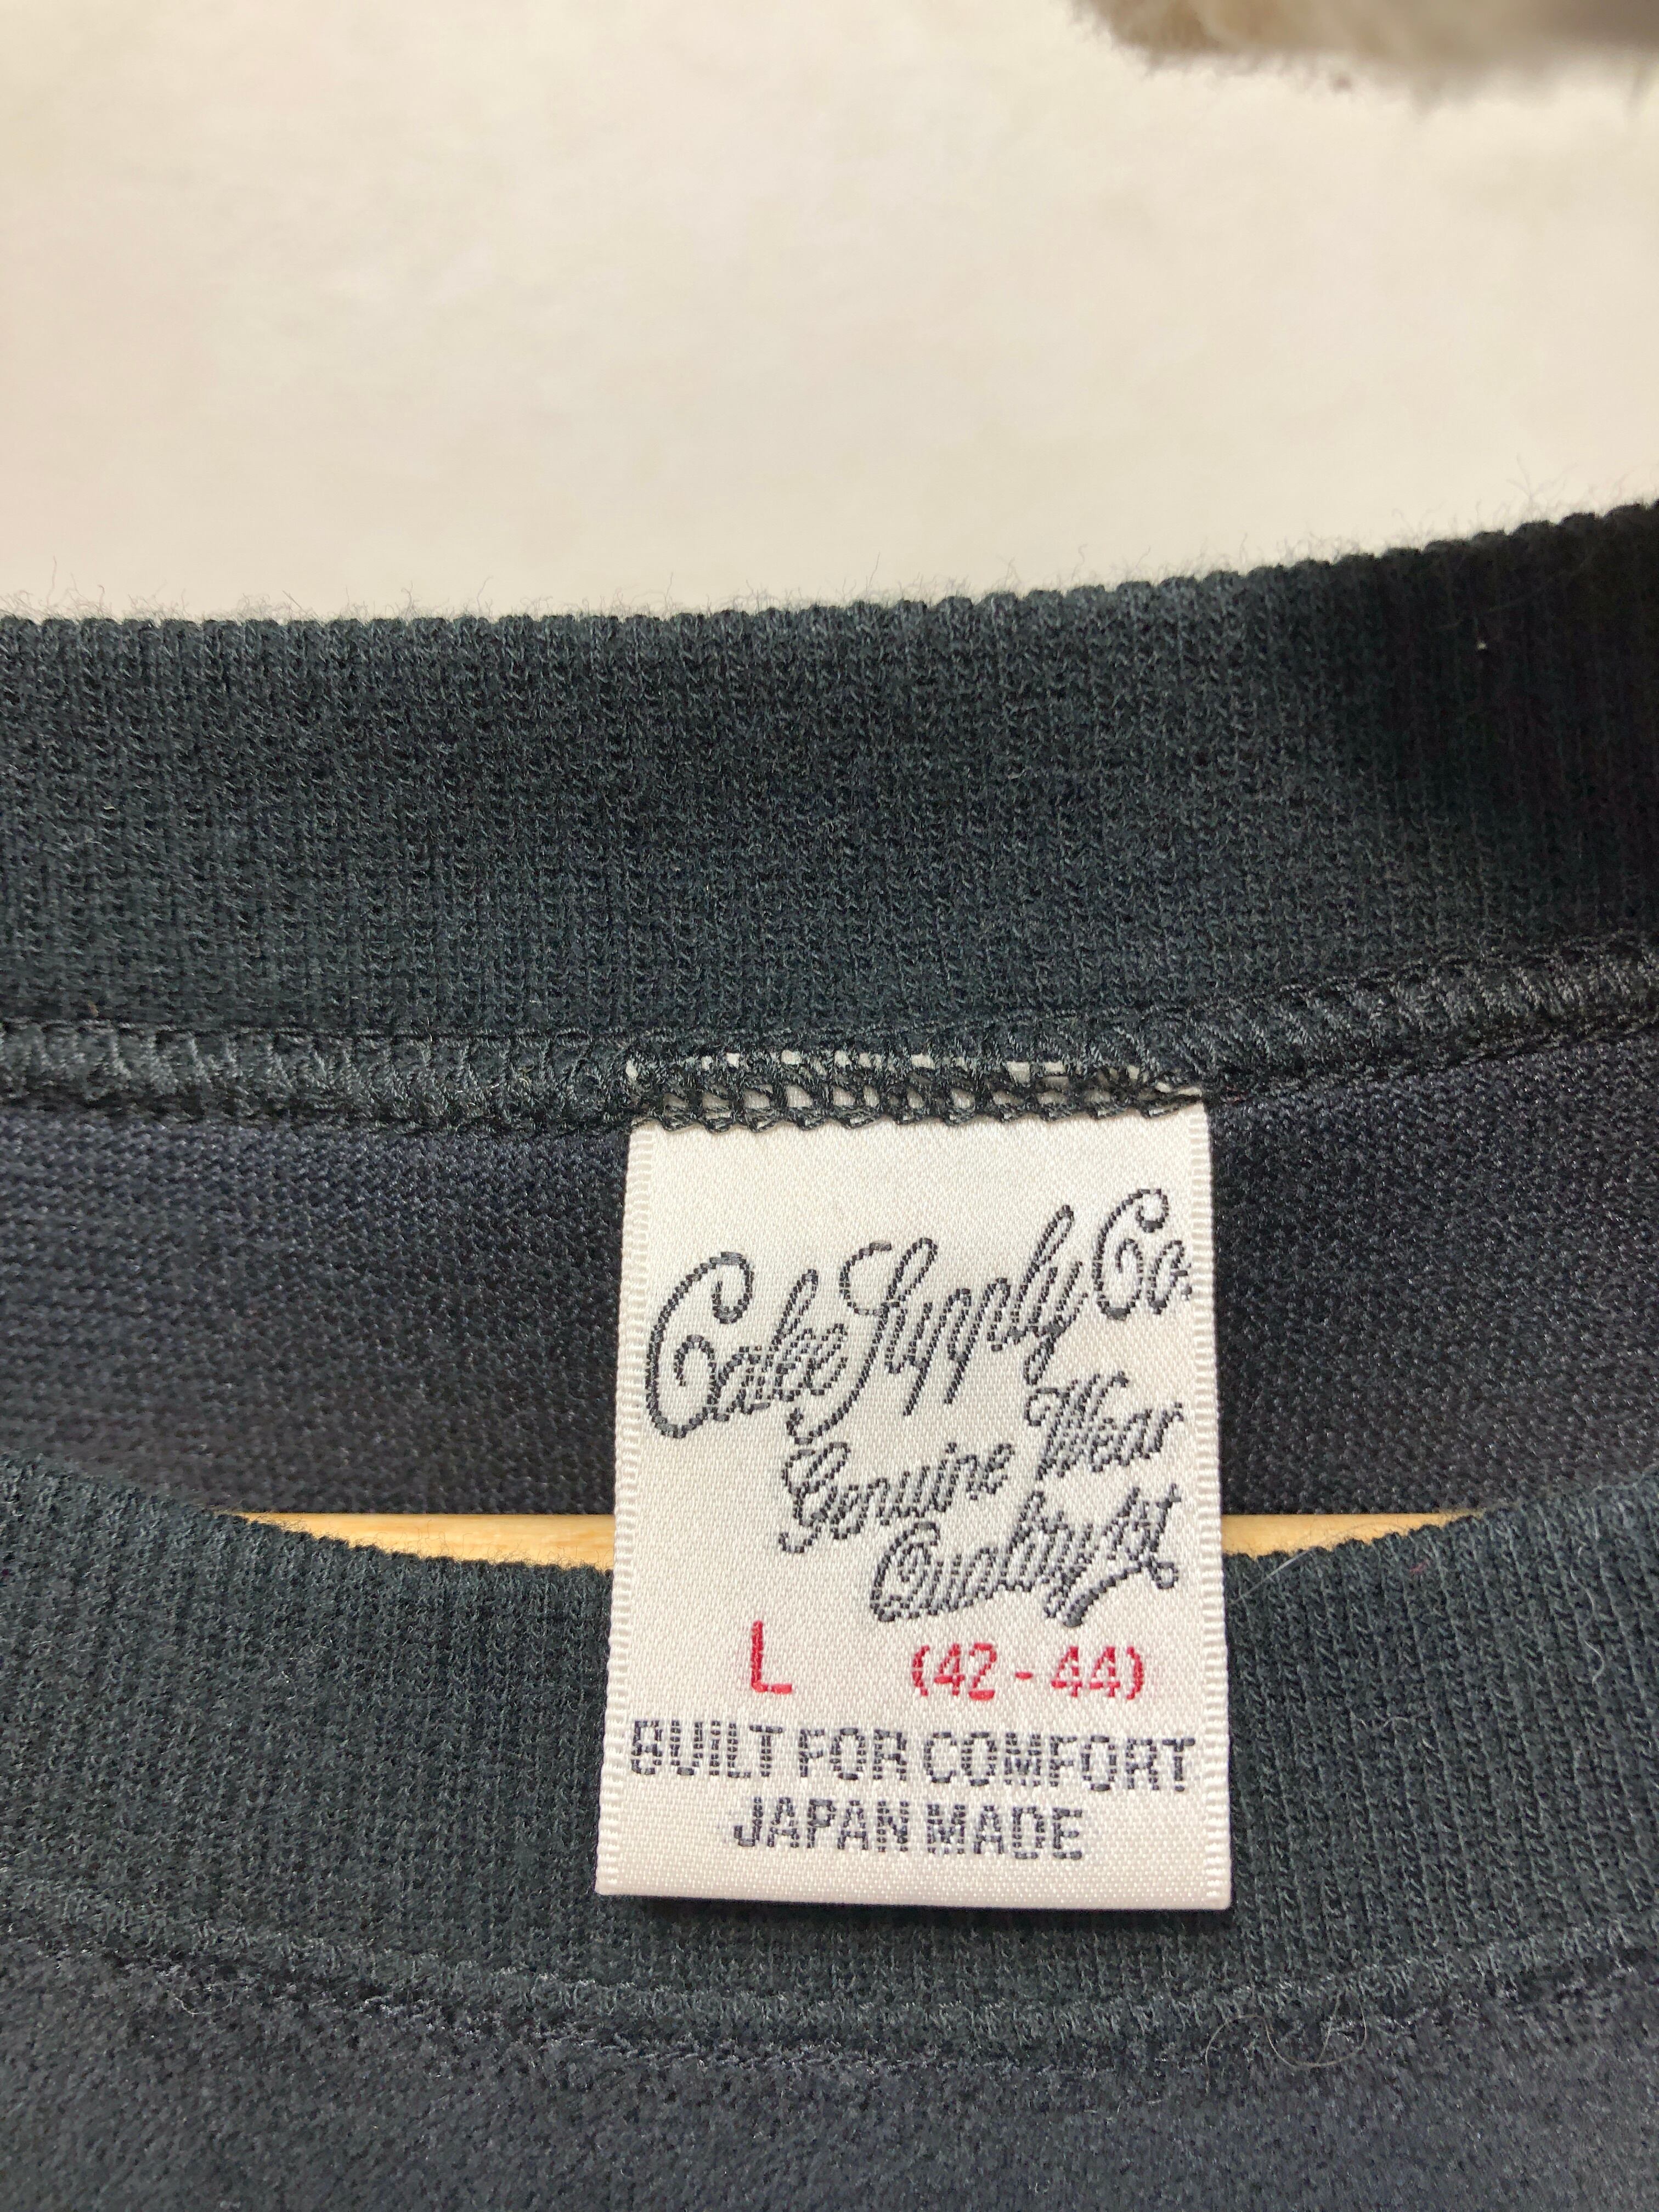 Cake Supply Co.
Genuine Wear
Quality 1st
L (42-44)
BUILT FOR COMFORT
JAPAN MADE